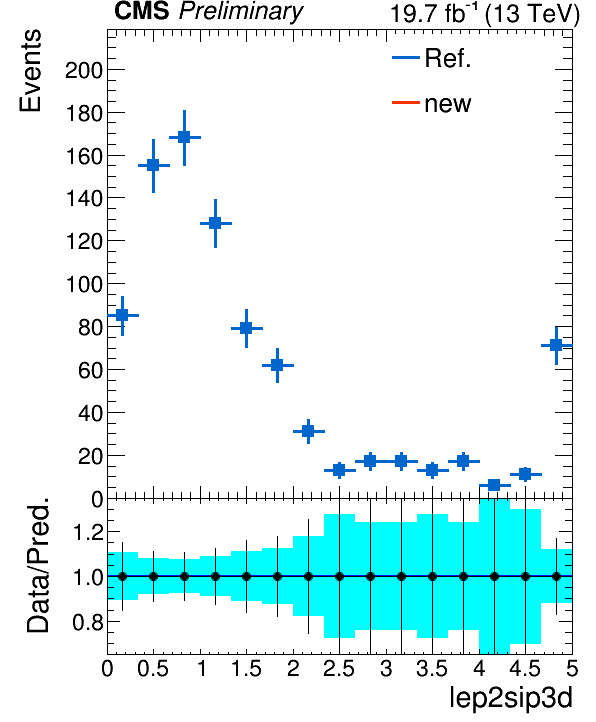 CMS Preliminary 19.7 fb⁻¹ (13 TeV)
Events
200
180
160
140
120
100
80
60
40
20
0
Ref.
new
Data/Pred.
1.2
1.0
0.8
0 0.5 1 1.5 2 2.5 3 3.5 4 4.5 5
lep2sip3d